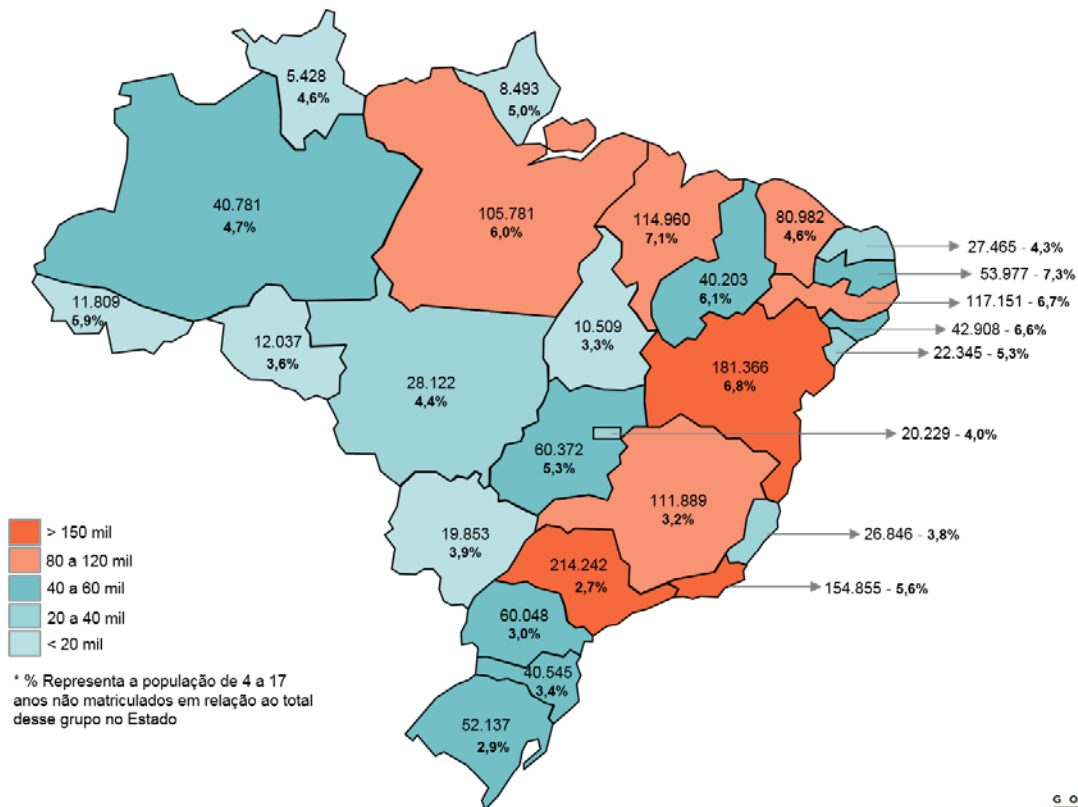 5.428
4,6%
8.493
5,0%
40.781
4,7%
105.781
6,0%
114.960
7,1%
80.982
4,6%
27.465 - 4,3%
53.977 - 7,3%
117.151 - 6,7%
42.908 - 6,6%
22.345 - 5,3%
40.203
6,1%
11.809
5,9%
12.037
3,6%
10.509
3,3%
28.122
4,4%
181.366
6,8%
20.229 - 4,0%
60.372
5,3%
111.889
3,2%
26.846 - 3,8%
19.853
3,9%
214.242
2,7%
154.855 - 5,6%
60.048
3,0%
40.545
3,4%
52.137
2,9%
> 150 mil
80 a 120 mil
40 a 60 mil
20 a 40 mil
< 20 mil
* % Representa a população de 4 a 17
anos não matriculados em relação ao total
desse grupo no Estado
G O